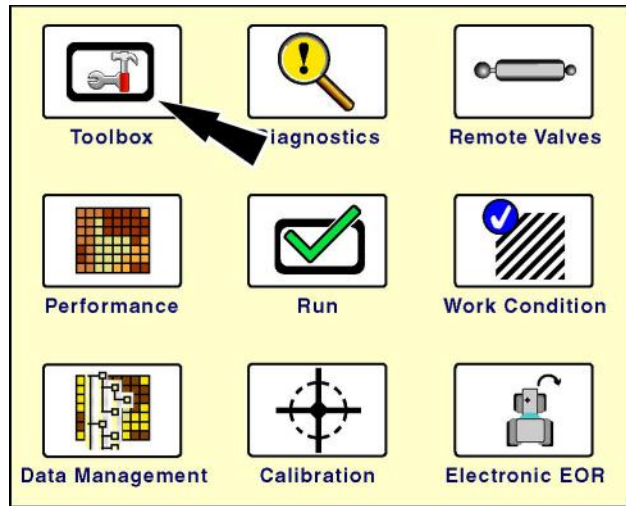 Toolbox
iagnostics
Remote Valves
Performance
Run
Work Condition
Data Management
Calibration
Electronic EOR